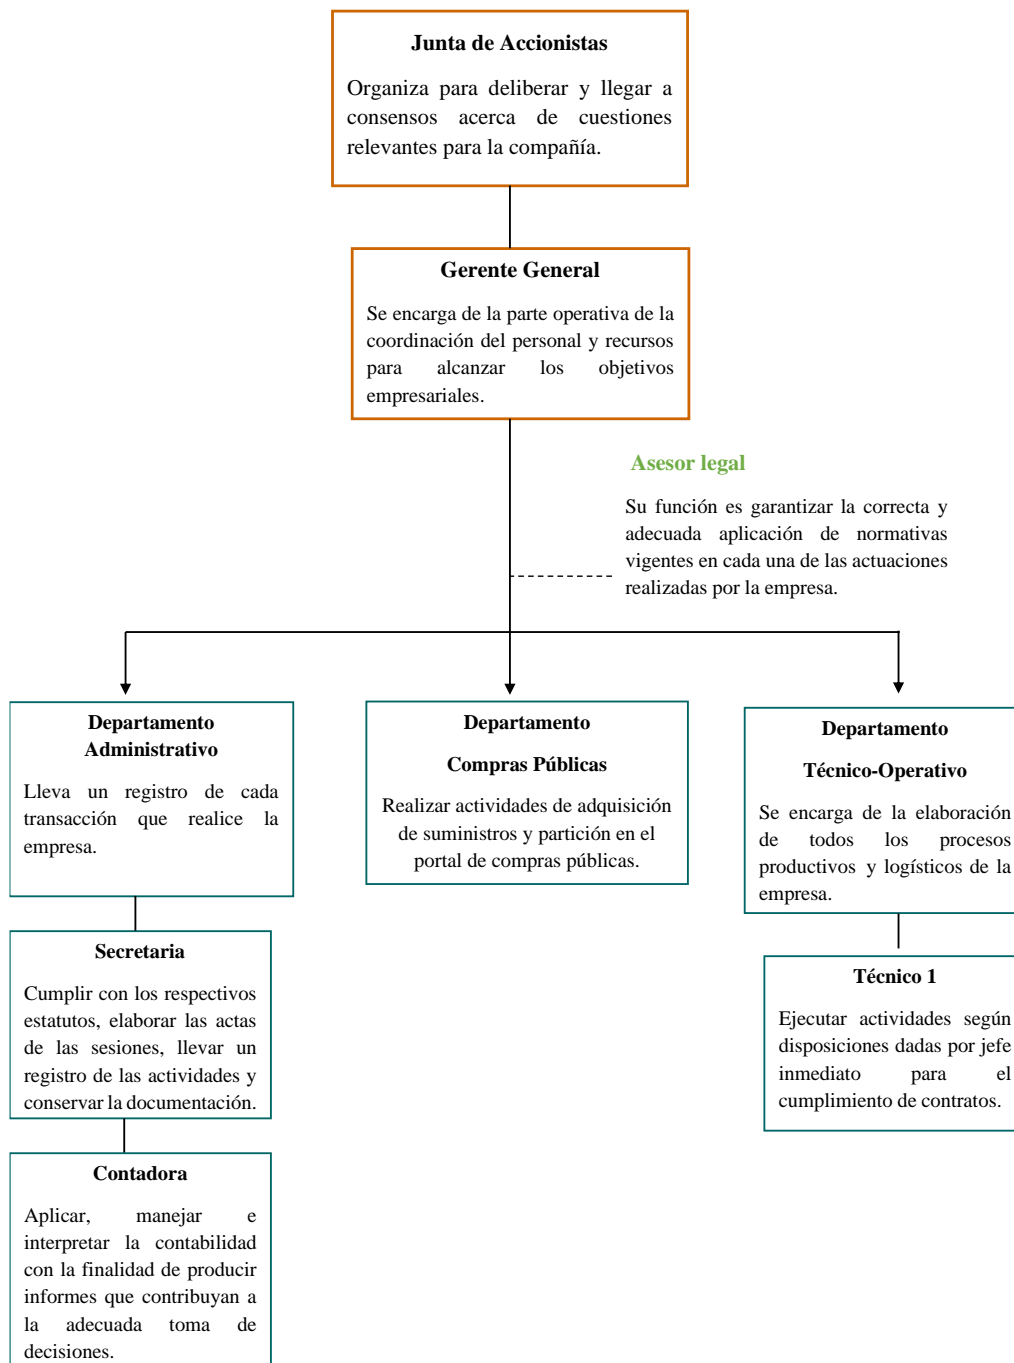 Junta de Accionistas
Organiza para deliberar y llegar a
consensos acerca de cuestiones
relevantes para la compañía.
Gerente General
Se encarga de la parte operativa de la
coordinación del personal y recursos
para alcanzar los objetivos
empresariales.
Asesor legal
Su función es garantizar la correcta y
adecuada aplicación de normativas
vigentes en cada una de las actuaciones
realizadas por la empresa.
Departamento
Administrativo
Lleva un registro de cada
transacción que realice la
empresa.
Departamento
Compras Públicas
Realizar actividades de adquisición
de suministros y partición en el
portal de compras públicas.
Departamento
Técnico-Operativo
Se encarga de la elaboración
de todos los procesos
productivos y logísticos de la
empresa.
Secretaria
Cumplir con los respectivos
estatutos, elaborar las actas
de las sesiones, llevar un
registro de las actividades y
conservar la documentación.
Técnico 1
Ejecutar actividades según
disposiciones dadas por jefe
inmediato para el
cumplimiento de contratos.
Contadora
Aplicar, manejar e
interpretar la contabilidad
con la finalidad de producir
informes que contribuyan a
la adecuada toma de
decisiones.